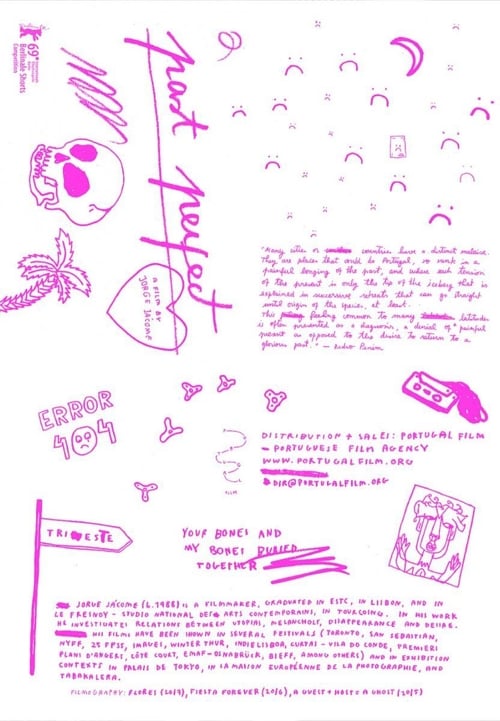 69° Internationale
Filmfestspiele
Berlin
Berlinale Shorts
Competition
past perfect
A FILM BY
JORGE JÁCOME
"Many cities or countries have a distinct malaise.
They are places that could be Portugal, so sunk in a
painful longing of the past, and where each tension
of the present is only the tip of the iceberg that is
explained in successive retreats that can go straight
until origin of the species, at least.
This feeling common to many latitudes
is often presented as a diagnosis, a denial of a painful
present as opposed to the desire to return to a
glorious past." — Pedro Penim
ERROR
404
DISTRIBUTION + SALES: PORTUGAL FILM
– PORTUGUESE FILM AGENCY
WWW.PORTUGALFILM.ORG
DIR@PORTUGALFILM.ORG
TRIESTE
YOUR BONES AND
MY BONES BURIED
TOGETHER
JORGE JÁCOME (b. 1988) IS A FILMMAKER, GRADUATED IN ESTC, IN LISBON, AND IN
LE FRESNOY – STUDIO NATIONAL DES ARTS CONTEMPORAINS, IN TOURCOING. IN HIS WORK
HE INVESTIGATES RELATIONS BETWEEN UTOPIAS, MELANCHOLY, DISAPPEARANCE AND DESIRE.
HIS FILMS HAVE BEEN SHOWN IN SEVERAL FESTIVALS (TORONTO, SAN SEBASTIÁN,
NYFF, 25 FPS, IMAGES, WINTERTHUR, INDIELISBOA, CURTAS – VILA DO CONDE, PREMIERS
PLANS D'ANGERS, CÔTÉ COURT, EMAF – OSNABRÜCK, BIEFF, AMONG OTHERS) AND IN EXHIBITION
CONTEXTS IN PALAIS DE TOKYO, IN LA MAISON EUROPÉENNE DE LA PHOTOGRAPHIE, AND
TABAKALERA.
FILMOGRAPHY: FLORES (2017), FIESTA FOREVER (2016), A GUEST + A HOST = A GHOST (2015)